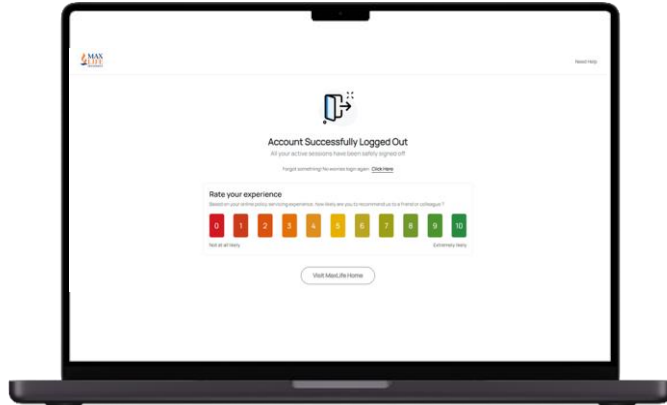 MAX
LIFE
Need Help
Account Successfully Logged Out
All your active sessions have been safely signed off
Forgot something! No worries login again Click Here
Rate your experience
Based on your online policy servicing experience, how likely are you to recommend us to a friend or colleague?
0 1 2 3 4 5 6 7 8 9 10
Not at all likely
Extremely likely
Visit MaxLife Home